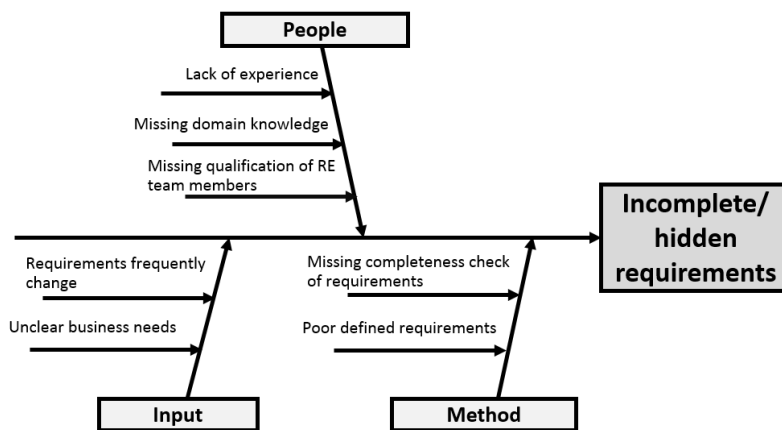 People
Lack of experience
Missing domain knowledge
Missing qualification of RE
team members
Incomplete/
hidden
requirements
Requirements frequently
change
Unclear business needs
Missing completeness check
of requirements
Poor defined requirements
Input
Method